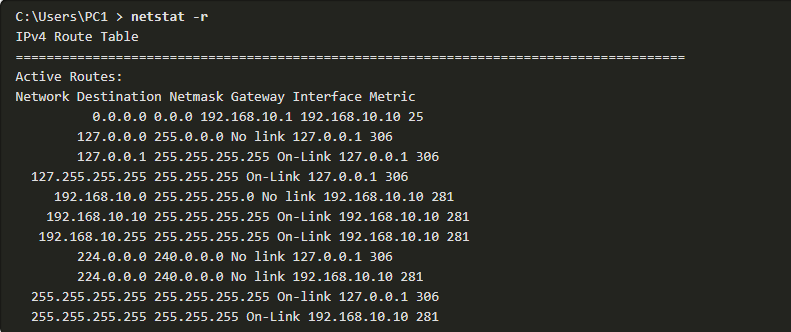 C:\Users\PC1 > netstat -r
IPv4 Route Table
=======================================================================================
Active Routes:
Network Destination Netmask Gateway Interface Metric
0.0.0.0 0.0.0 192.168.10.1 192.168.10.10 25
127.0.0.0 255.0.0.0 No link 127.0.0.1 306
127.0.0.1 255.255.255.255 On-Link 127.0.0.1 306
127.255.255.255 255.255.255.255 On-Link 127.0.0.1 306
192.168.10.0 255.255.255.0 No link 192.168.10.10 281
192.168.10.10 255.255.255.255 On-Link 192.168.10.10 281
192.168.10.255 255.255.255.255 On-Link 192.168.10.10 281
224.0.0.0 240.0.0.0 No link 127.0.0.1 306
224.0.0.0 240.0.0.0 No link 192.168.10.10 281
255.255.255.255 255.255.255.255 On-link 127.0.0.1 306
255.255.255.255 255.255.255.255 On-Link 192.168.10.10 281